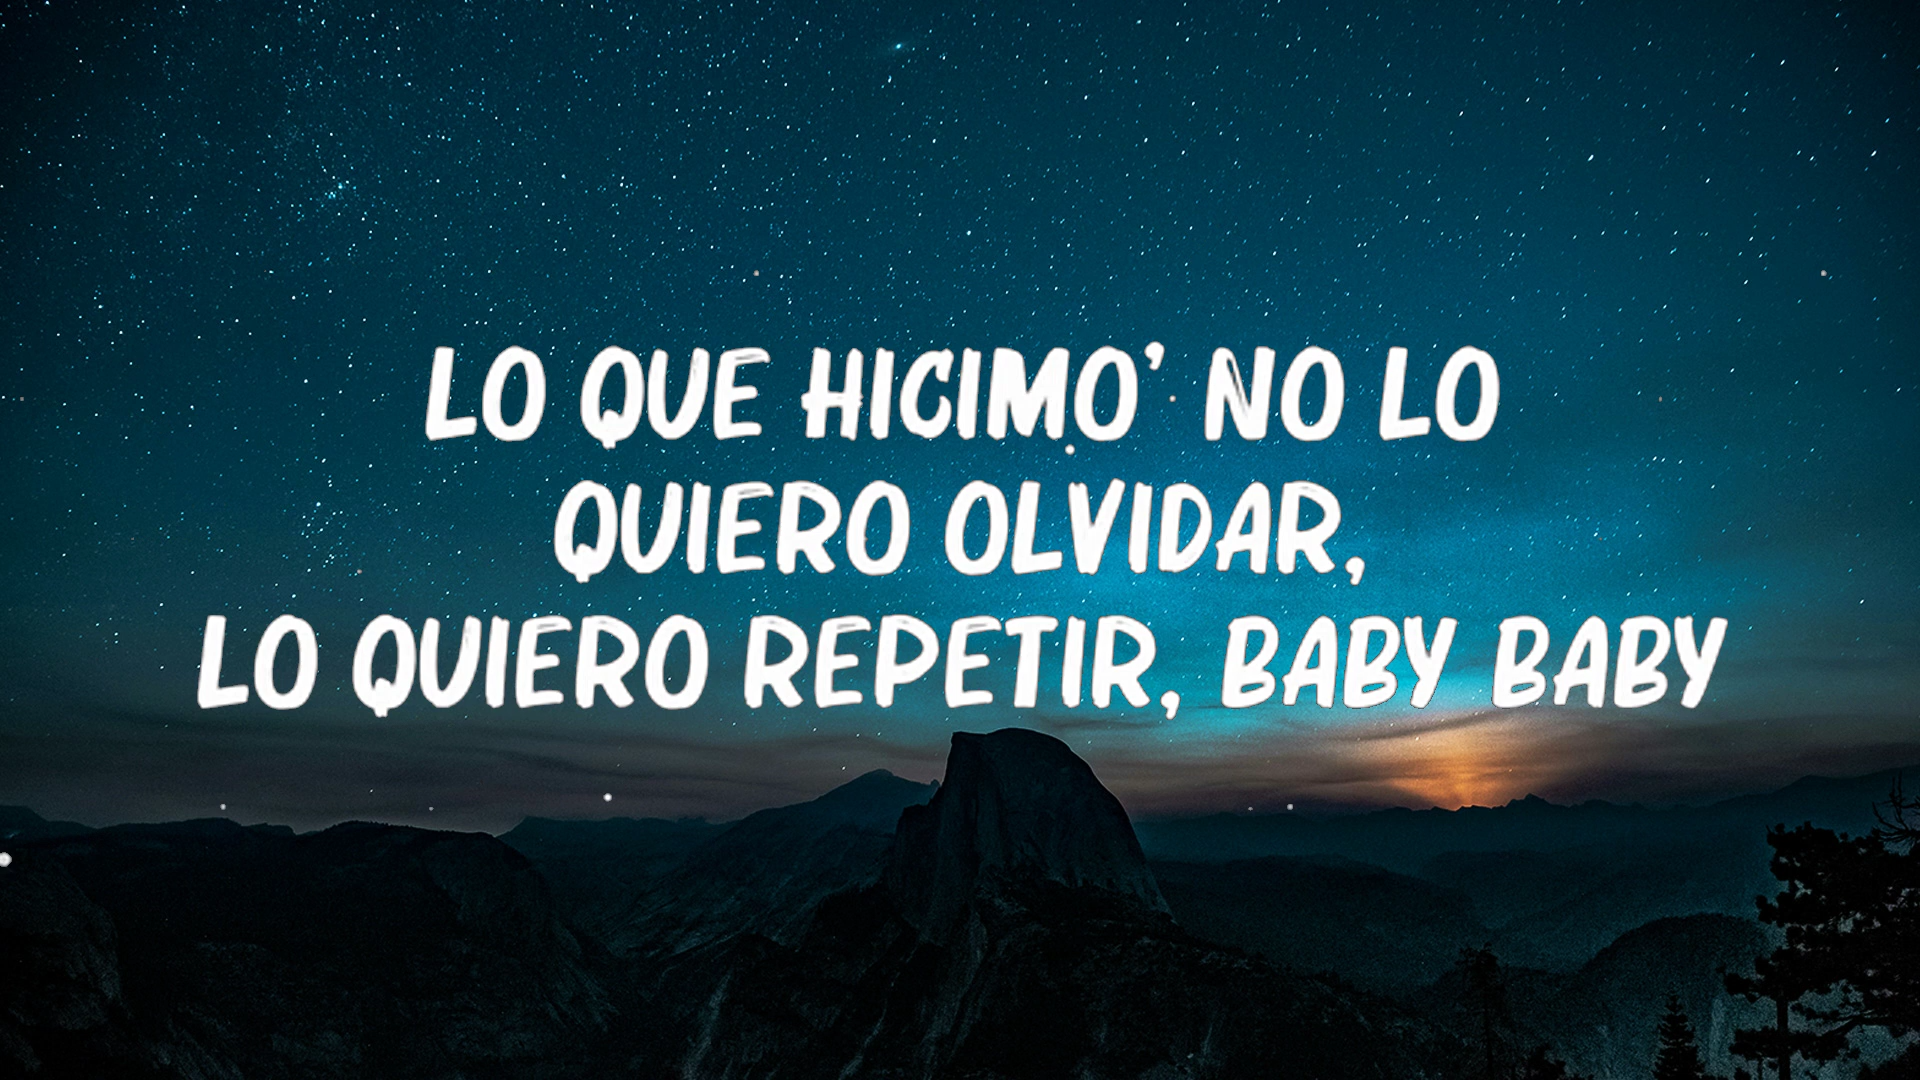 LO QUE HICIMO' NO LO
QUIERO OLVIDAR,
LO QUIERO REPETIR, BABY BABY